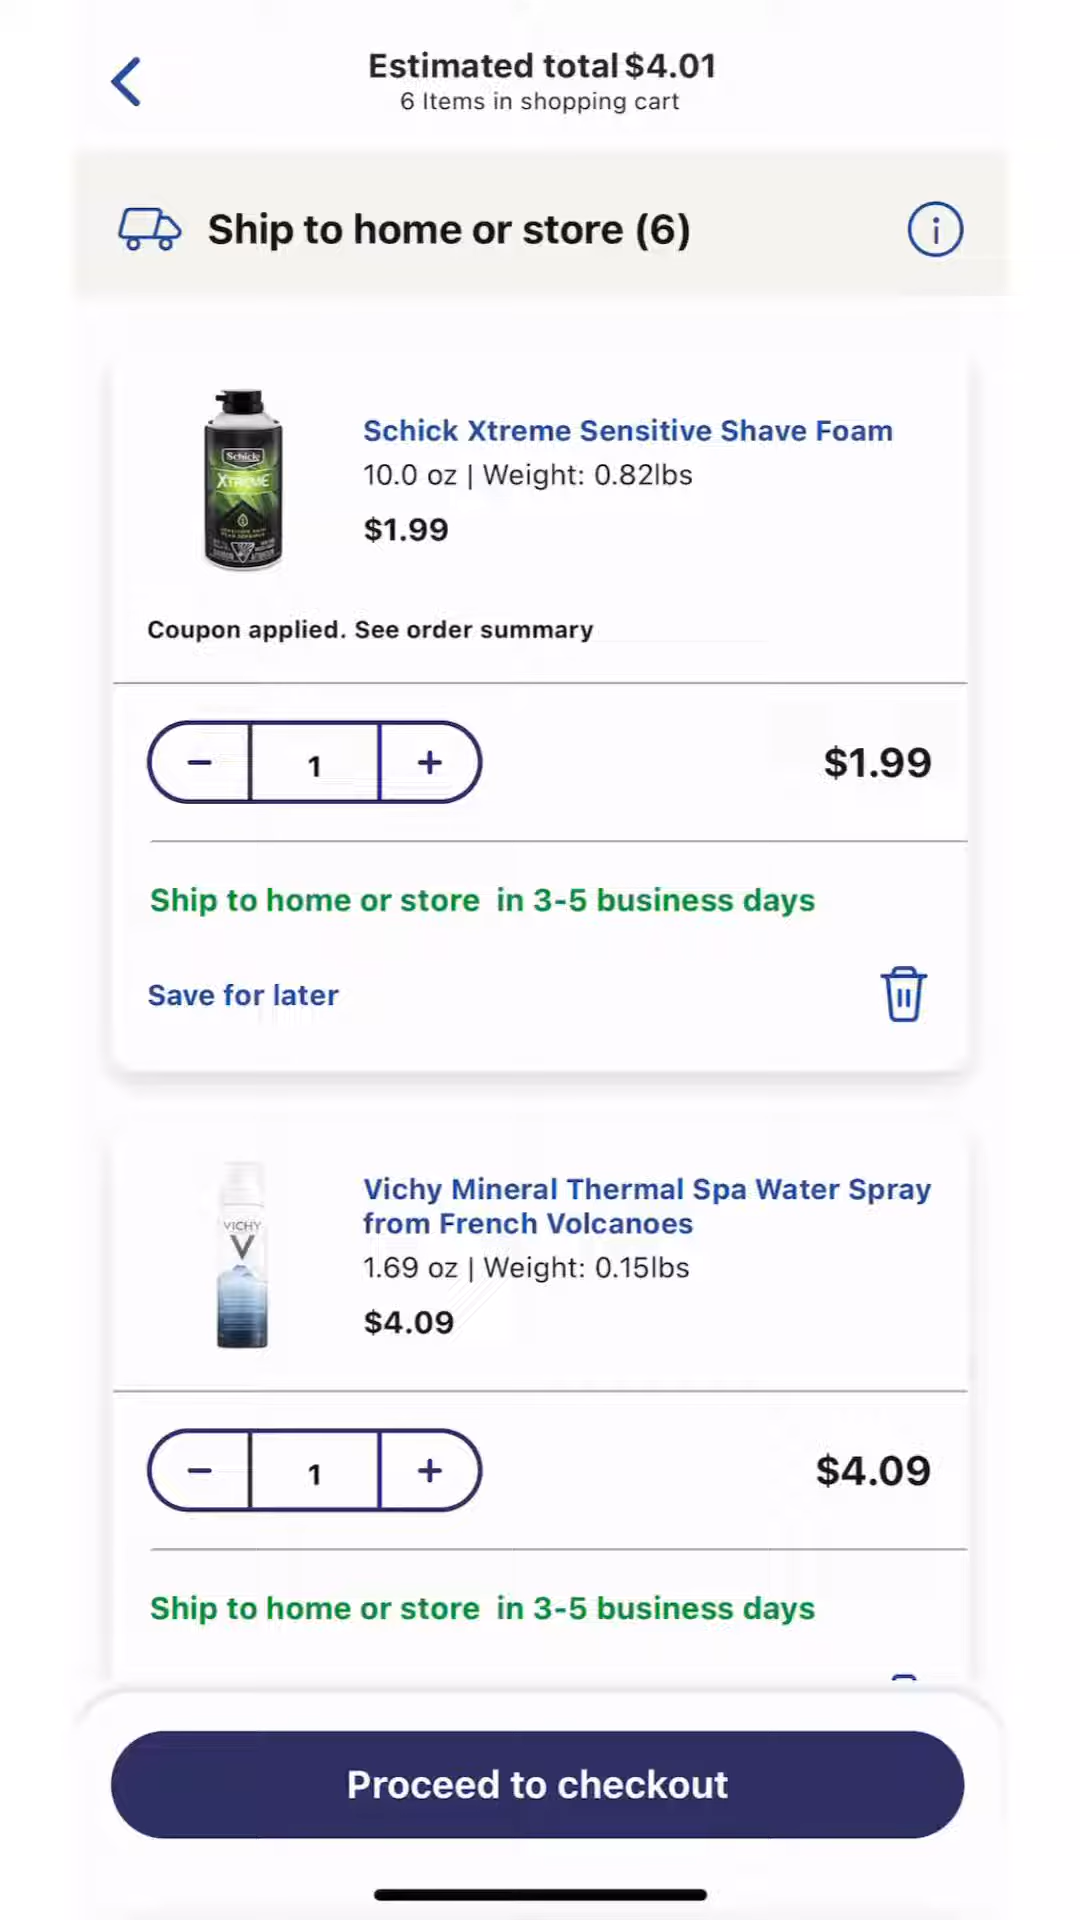 Estimated total $4.01
6 Items in shopping cart
Ship to home or store (6)
Schick Xtreme Sensitive Shave Foam
10.0 oz | Weight: 0.82lbs
$1.99
Schick
XTREME
Coupon applied. See order summary
1
$1.99
Ship to home or store in 3-5 business days
Save for later
Vichy Mineral Thermal Spa Water Spray
from French Volcanoes
1.69 oz | Weight: 0.15lbs
$4.09
VICHY
V
1
$4.09
Ship to home or store in 3-5 business days
Proceed to checkout